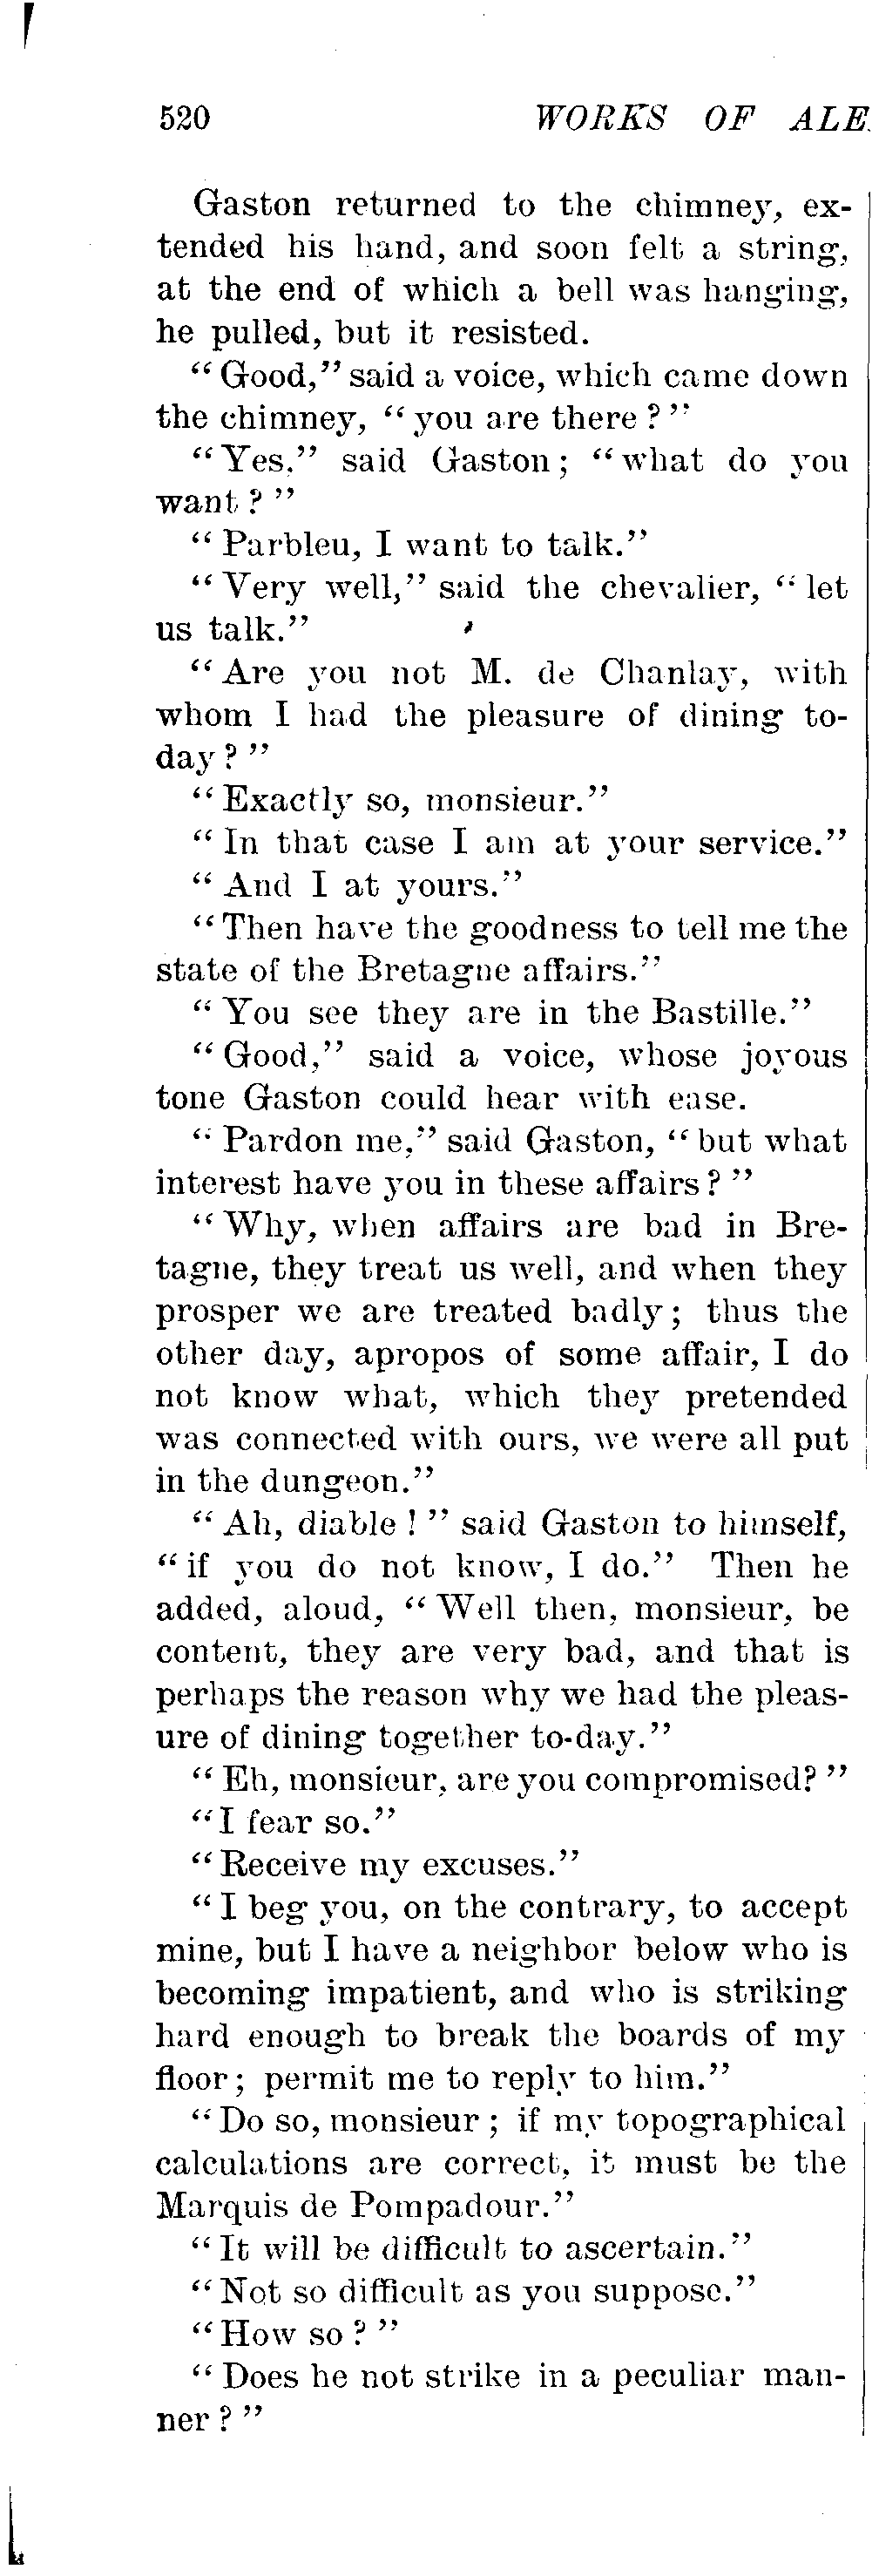 520 WORKS OF ALE
Gaston returned to the chimney, ex-
tended his hand, and soon felt a string,
at the end of which a bell was hanging,
he pulled, but it resisted.
"Good," said a voice, which came down
the chimney, "you are there?"
"Yes," said Gaston; "what do you
want?"
"Parbleu, I want to talk."
"Very well," said the chevalier, "let
us talk."
"Are you not M. de Chanlay, with
whom I had the pleasure of dining to-
day?"
"Exactly so, monsieur."
"In that case I am at your service."
"And I at yours."
"Then have the goodness to tell me the
state of the Bretagne affairs."
"You see they are in the Bastille."
"Good," said a voice, whose joyous
tone Gaston could hear with ease.
"Pardon me," said Gaston, "but what
interest have you in these affairs?"
"Why, when affairs are bad in Bre-
tagne, they treat us well, and when they
prosper we are treated badly; thus the
other day, apropos of some affair, I do
not know what, which they pretended
was connected with ours, we were all put
in the dungeon."
"Ah, diable!" said Gaston to himself,
"if you do not know, I do." Then he
added, aloud, "Well then, monsieur, be
content, they are very bad, and that is
perhaps the reason why we had the pleas-
ure of dining together to-day."
"Eh, monsieur, are you compromised?"
"I fear so."
"Receive my excuses."
"I beg you, on the contrary, to accept
mine, but I have a neighbor below who is
becoming impatient, and who is striking
hard enough to break the boards of my
floor; permit me to reply to him."
"Do so, monsieur; if my topographical
calculations are correct, it must be the
Marquis de Pompadour."
"It will be difficult to ascertain."
"Not so difficult as you suppose."
"How so?"
"Does he not strike in a peculiar man-
ner?"